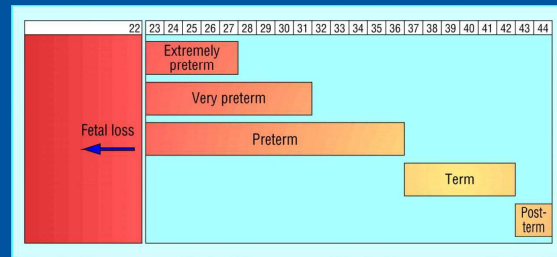 22 23 24 25 26 27 28 29 30 31 32 33 34 35 36 37 38 39 40 41 42 43 44
Extremely
preterm
Very preterm
Fetal loss
Preterm
Term
Post-
term